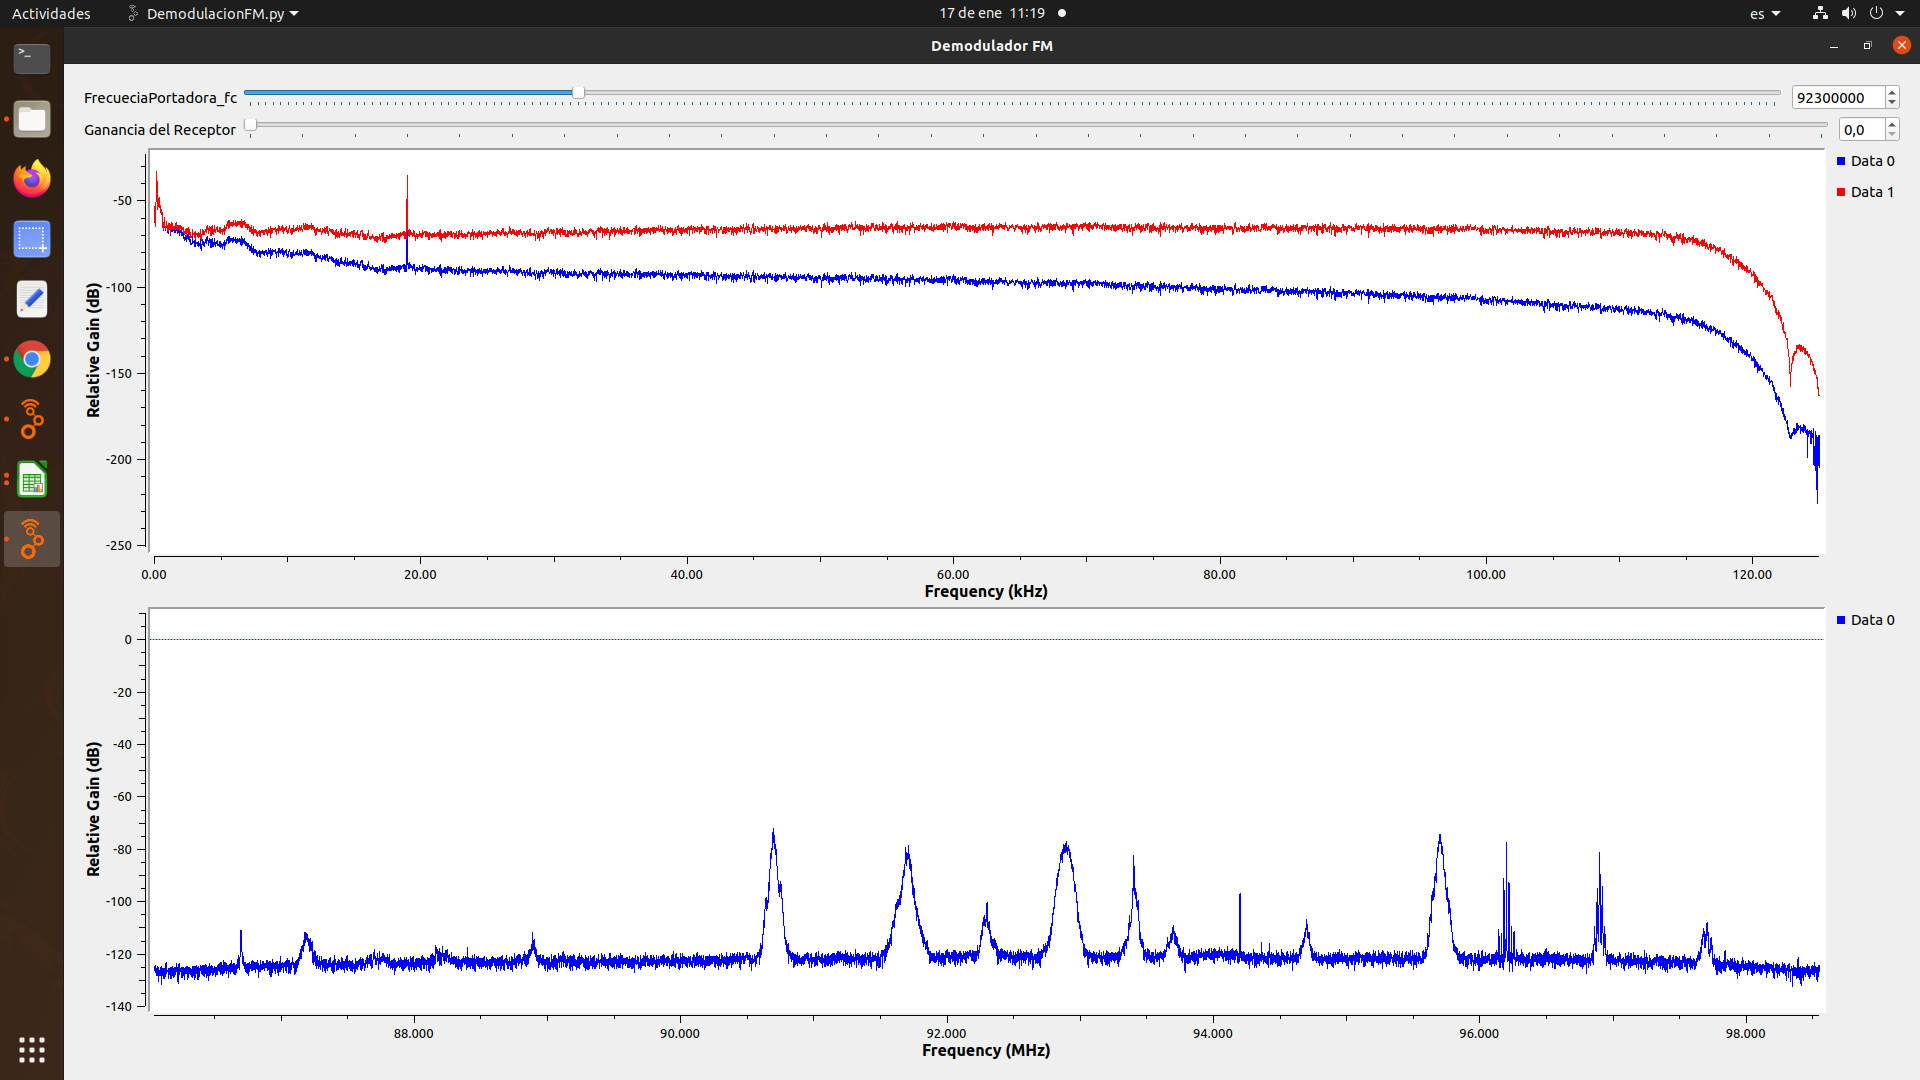 Actividades DemodulacionFM.py 17 de ene 11:19 es
Demodulador FM
FrecueciaPortadora_fc 92300000
Ganancia del Receptor 0,0
Data 0
Data 1
-50
-100
-150
-200
-250
Relative Gain (dB)
0.00 20.00 40.00 60.00 80.00 100.00 120.00
Frequency (kHz)
Data 0
0
-20
-40
-60
-80
-100
-120
-140
Relative Gain (dB)
88.000 90.000 92.000 94.000 96.000 98.000
Frequency (MHz)